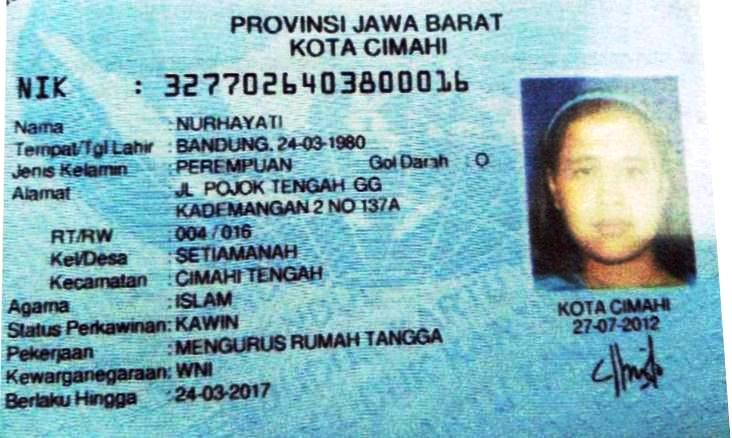 PROVINSI JAWA BARAT
KOTA CIMAHI
NIK : 3277026403800016
Nama : NURHAYATI
Tempat/Tgl Lahir : BANDUNG, 24-03-1980
Jenis Kelamin : PEREMPUAN Gol Darah : O
Alamat : JL POJOK TENGAH GG
KADEMANGAN 2 NO 137A
RT/RW : 004 / 016
Kel/Desa : SETIAMANAH
Kecamatan : CIMAHI TENGAH
Agama : ISLAM
Status Perkawinan: KAWIN
Pekerjaan : MENGURUS RUMAH TANGGA
Kewarganegaraan: WNI
Berlaku Hingga : 24-03-2017
KOTA CIMAHI
27-07-2012